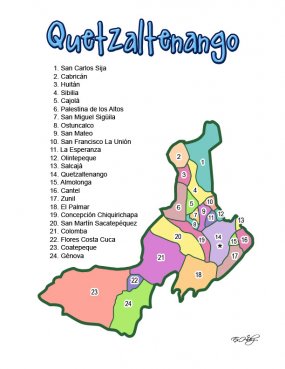 Quetzaltenango
1. San Carlos Sija
2. Cabricán
3. Huitán
4. Sibilia
5. Cajolá
6. Palestina de los Altos
7. San Miguel Sigüila
8. Ostuncalco
9. San Mateo
10. San Francisco La Unión
11. La Esperanza
12. Olintepeque
13. Salcajá
14. Quetzaltenango
15. Almolonga
16. Cantel
17. Zunil
18. El Palmar
19. Concepción Chiquirichapa
20. San Martín Sacatepéquez
21. Colomba
22. Flores Costa Cuca
23. Coatepeque
24. Génova
2
1
3
4
6
5
10
7
12
9
11
8
13
20
19
14
15
16
21
17
18
22
23
24